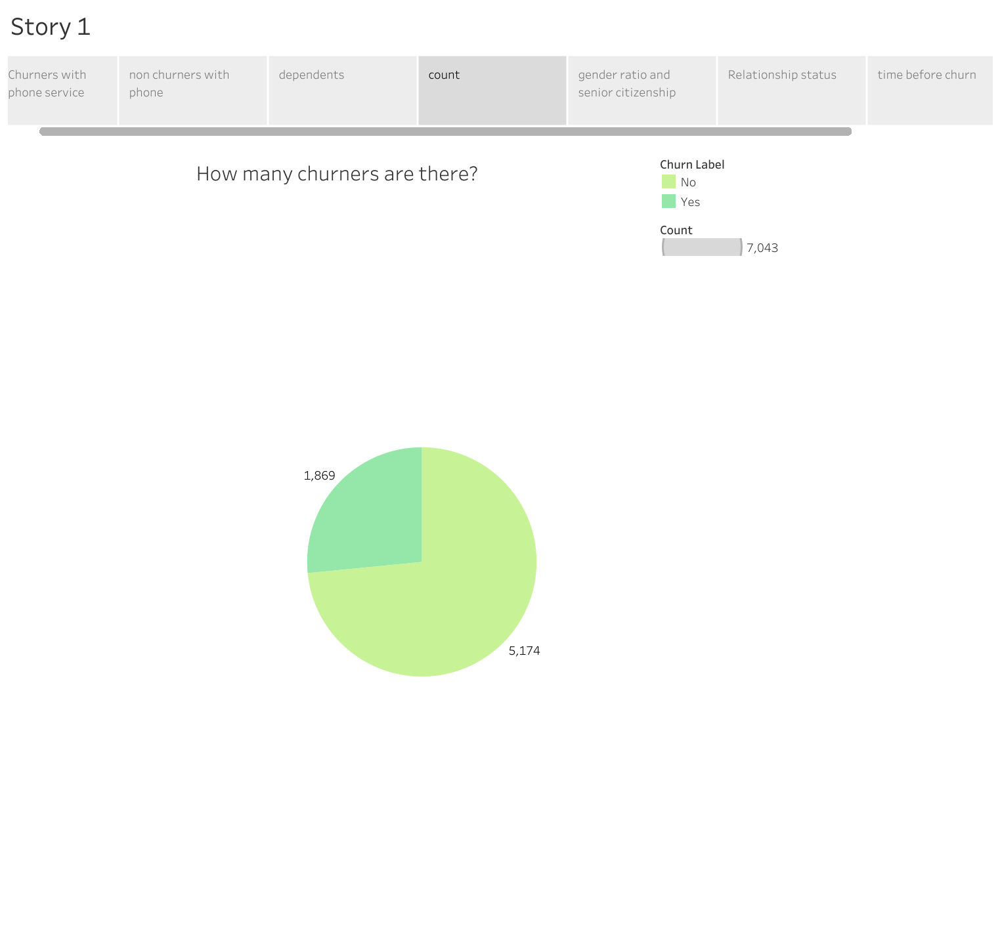 Story 1
Churners with
phone service
non churners with
phone
dependents
count
gender ratio and
senior citizenship
Relationship status
time before churn
How many churners are there?
Churn Label
No
Yes
Count
7,043
1,869
5,174